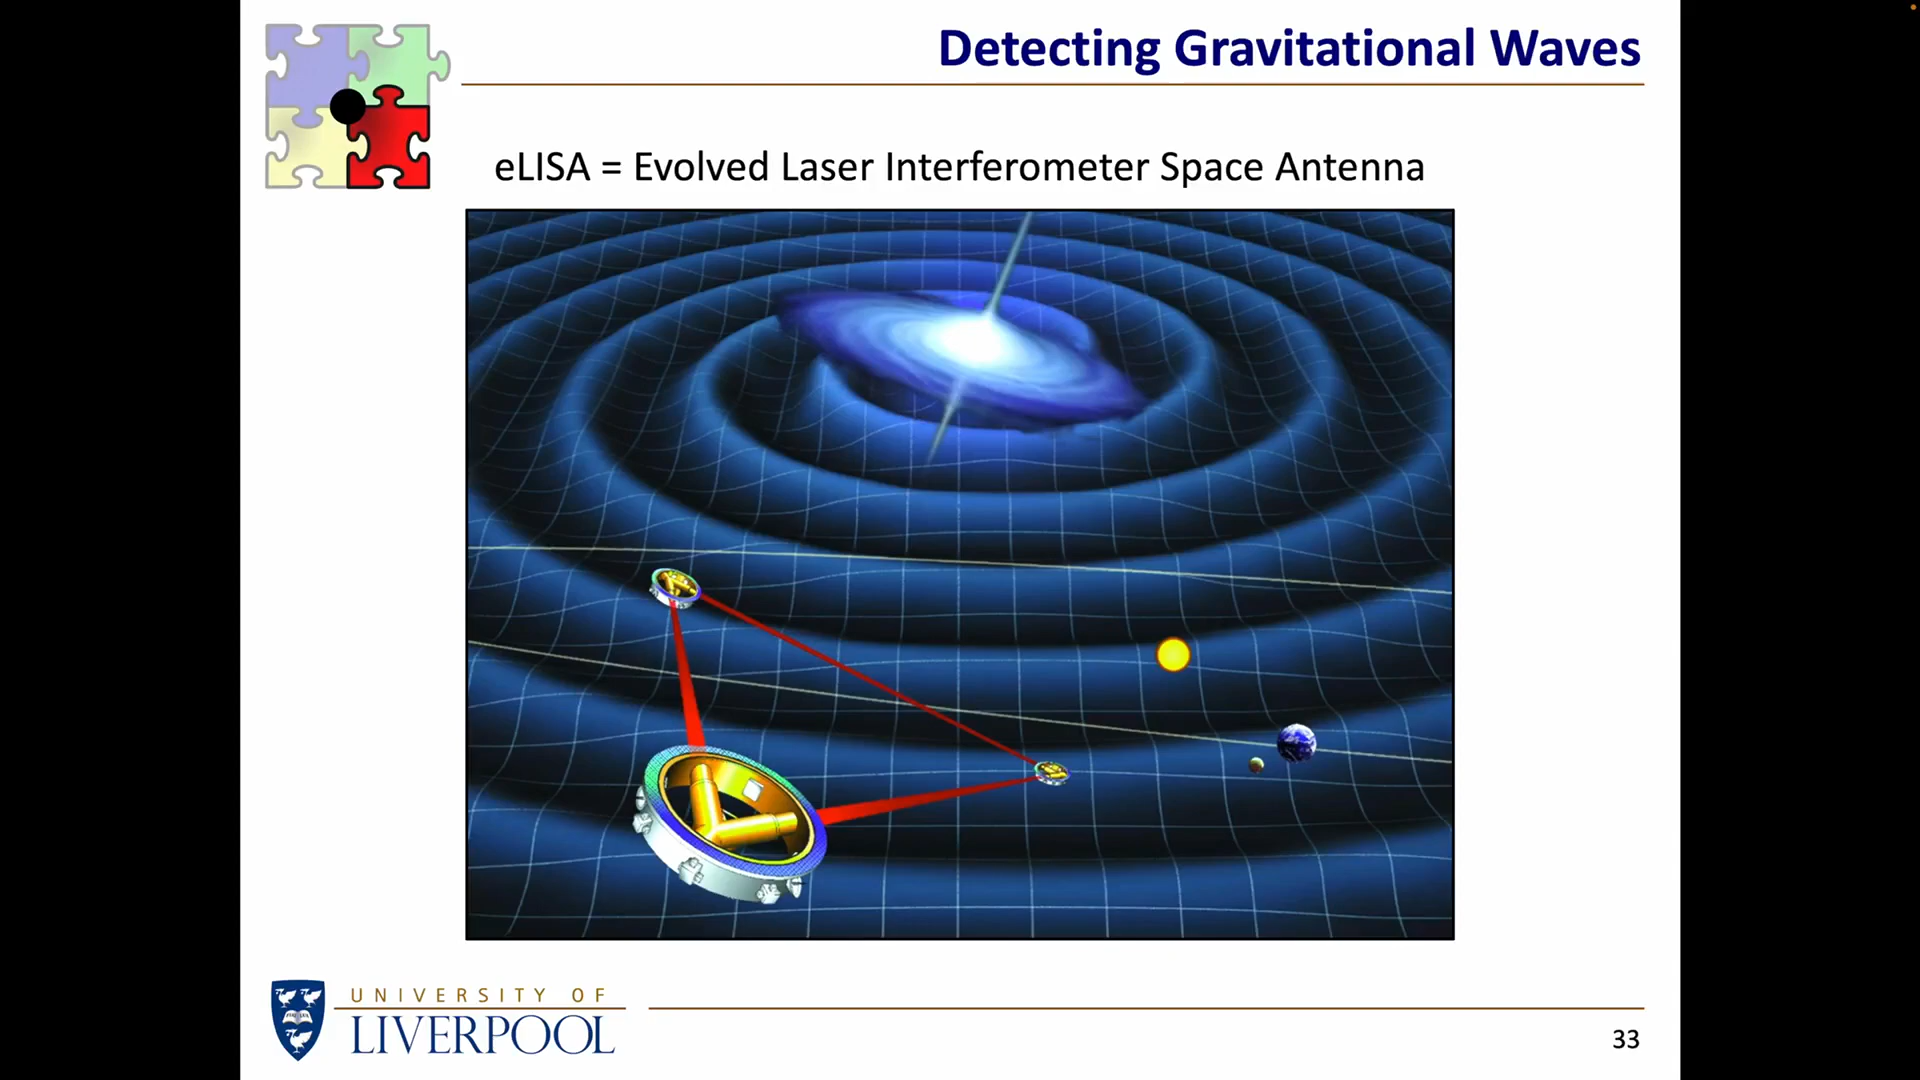 Detecting Gravitational Waves
eLISA = Evolved Laser Interferometer Space Antenna
UNIVERSITY OF
LIVERPOOL
33